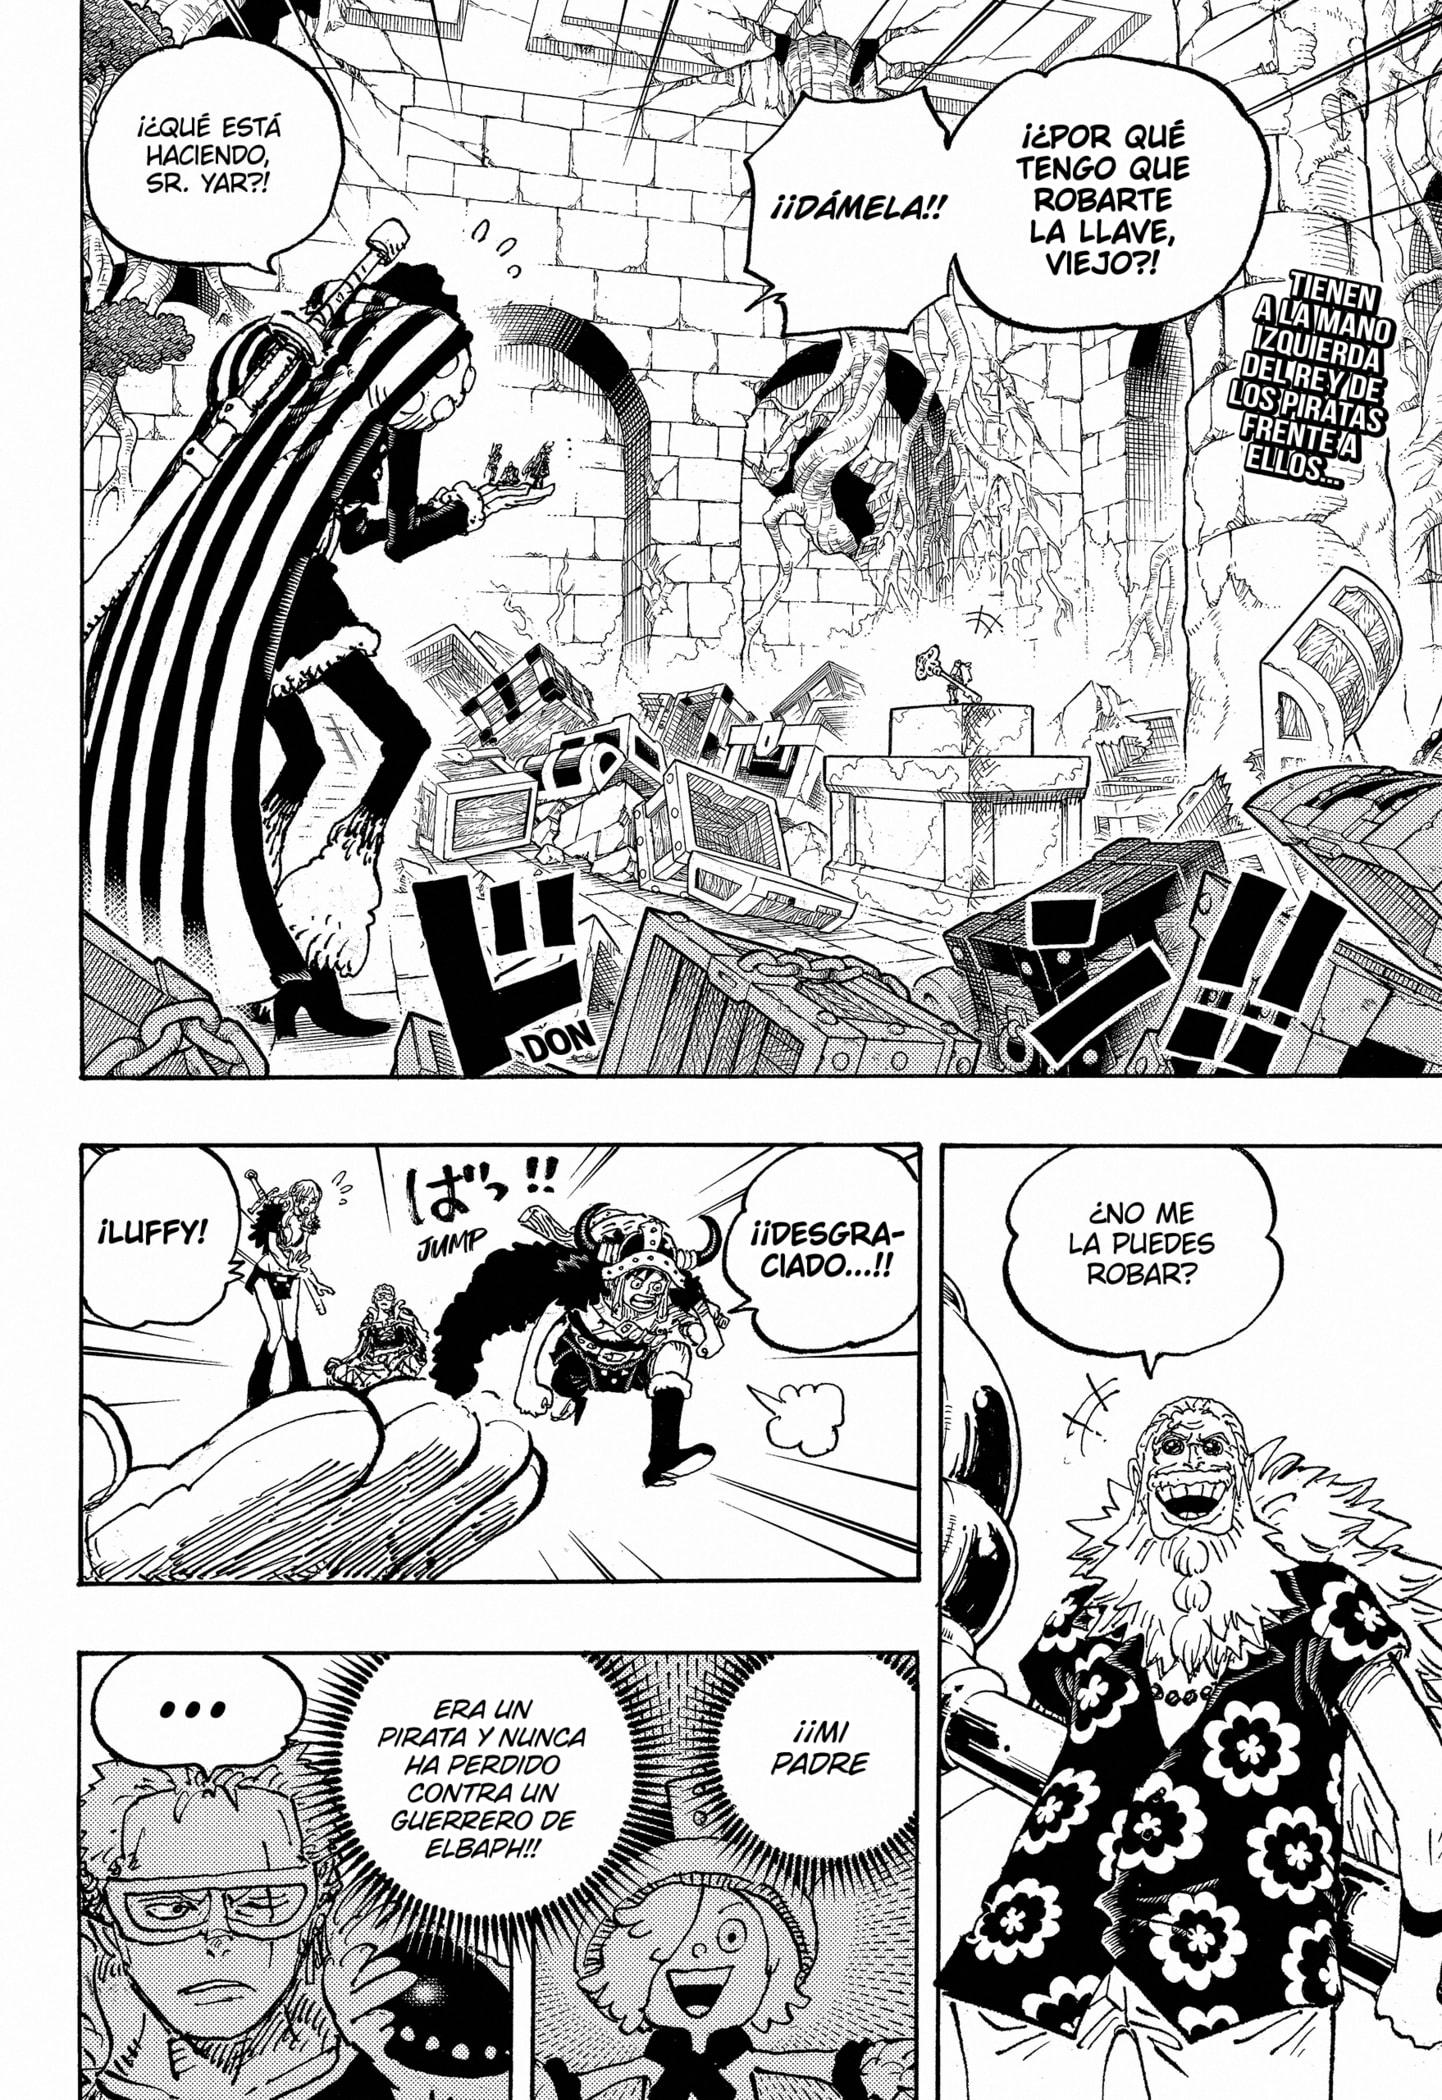 ¡¿POR QUÉ
TENGO QUE
ROBARTE
LA LLAVE,
VIEJO?!
¡¡DÁMELA!!
¡¿QUÉ ESTÁ
HACIENDO,
SR. YAR?!
TIENEN
A LA MANO
IZQUIERDA
DEL REY DE
LOS PIRATAS
FRENTE A
ELLOS...
ドン!!
DON
¿NO ME
LA PUEDES
ROBAR?
¡¡DESGRA-
CIADO...!!
ばっ!!
JUMP
¡LUFFY!
¡¡MI
PADRE
ERA UN
PIRATA Y NUNCA
HA PERDIDO
CONTRA UN
GUERRERO DE
ELBAPH!!
...